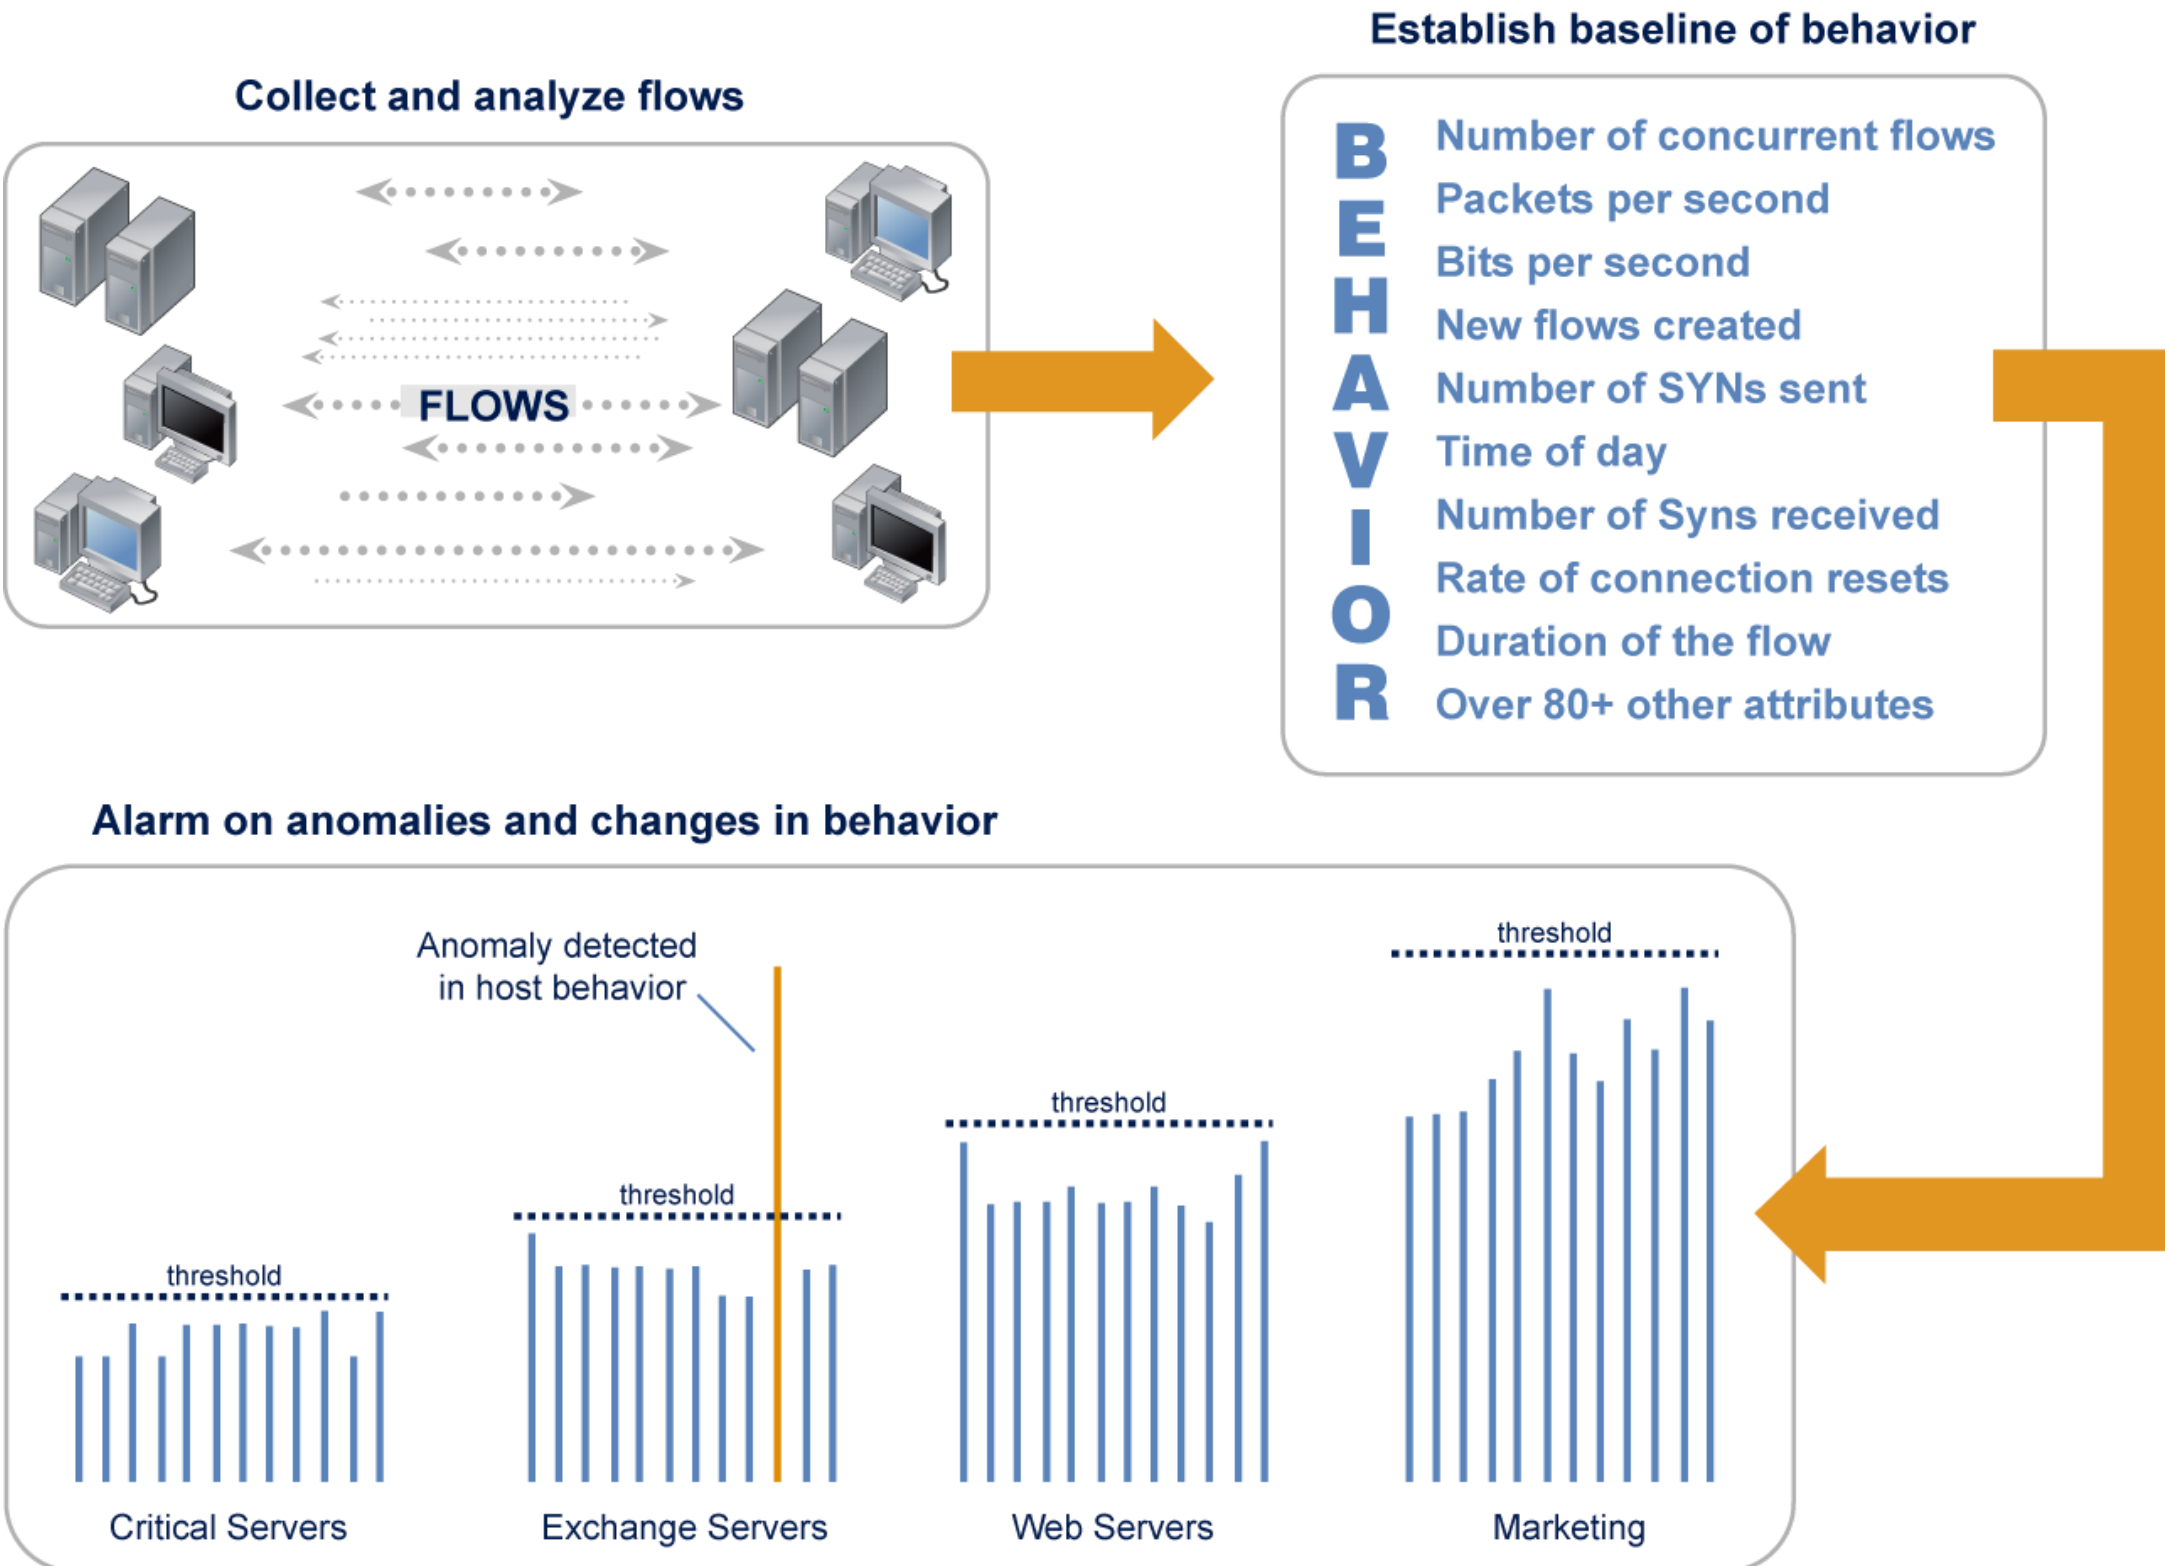 Collect and analyze flows
FLOWS
Establish baseline of behavior
BEHAVIOR
Number of concurrent flows
Packets per second
Bits per second
New flows created
Number of SYNs sent
Time of day
Number of Syns received
Rate of connection resets
Duration of the flow
Over 80+ other attributes
Alarm on anomalies and changes in behavior
Anomaly detected
in host behavior
threshold
threshold
threshold
threshold
Critical Servers
Exchange Servers
Web Servers
Marketing